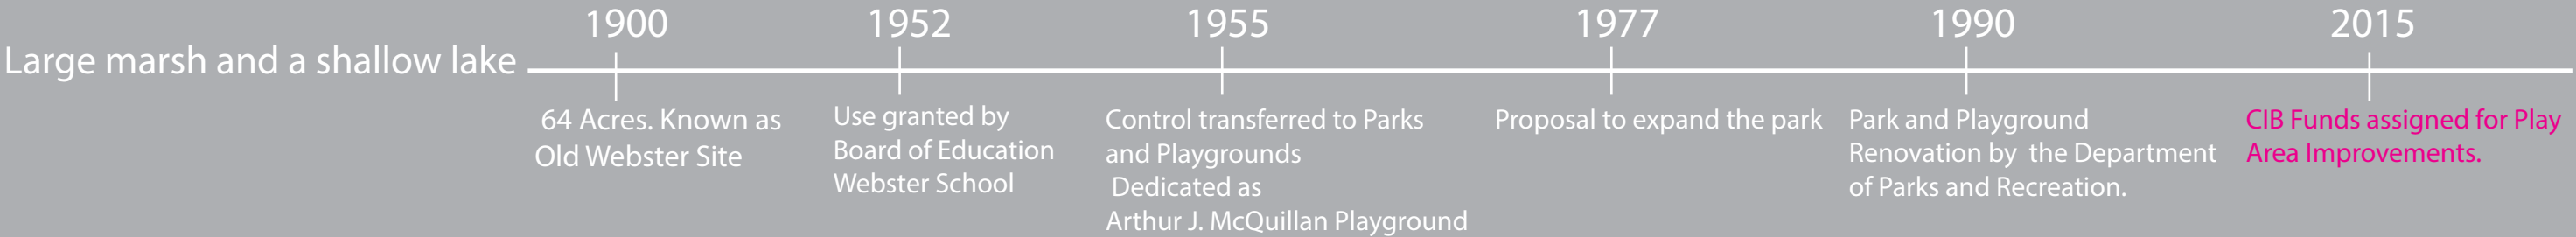 Large marsh and a shallow lake
1900
64 Acres. Known as
Old Webster Site
1952
Use granted by
Board of Education
Webster School
1955
Control transferred to Parks
and Playgrounds
Dedicated as
Arthur J. McQuillan Playground
1977
Proposal to expand the park
1990
Park and Playground
Renovation by the Department
of Parks and Recreation.
2015
CIB Funds assigned for Play
Area Improvements.